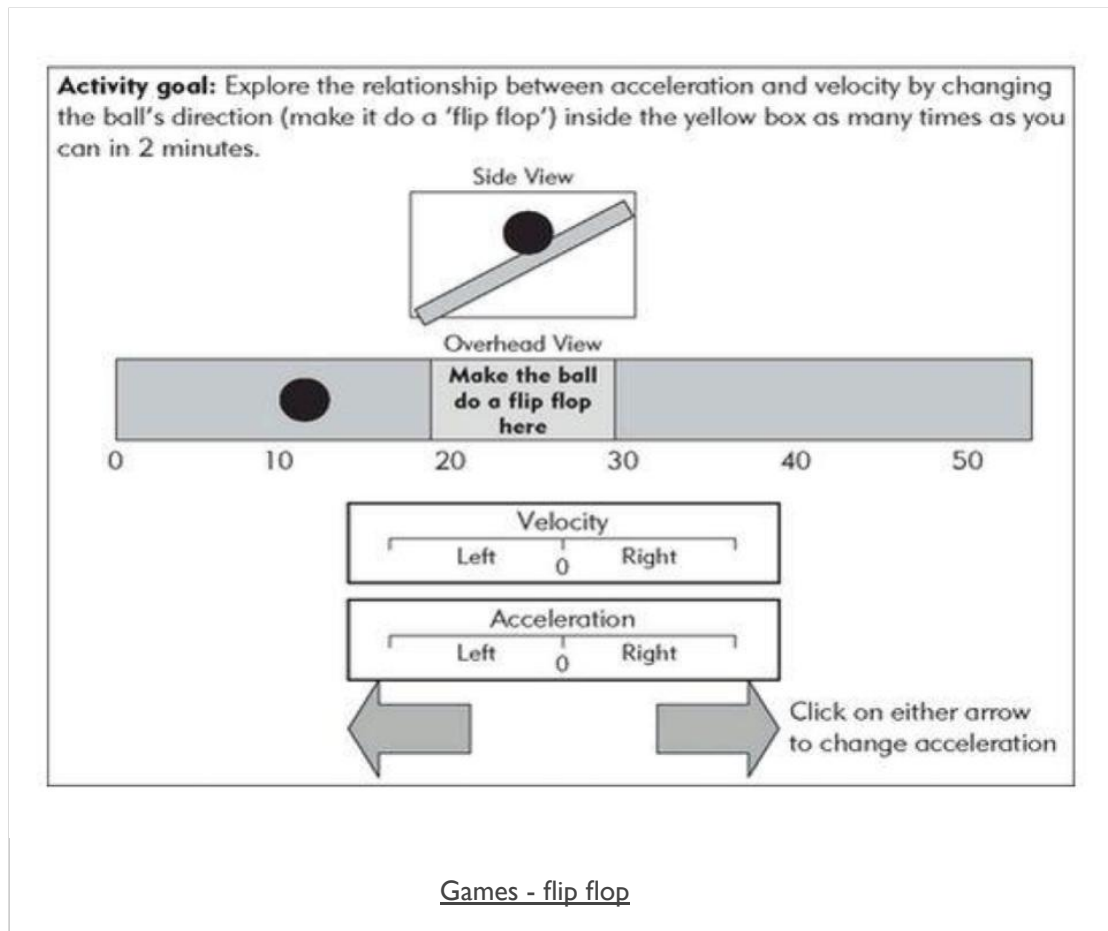 Activity goal: Explore the relationship between acceleration and velocity by changing
the ball's direction (make it do a 'flip flop') inside the yellow box as many times as you
can in 2 minutes.
Side View
Overhead View
Make the ball
do a flip flop
here
0 10 20 30 40 50
Velocity
Left 0 Right
Acceleration
Left 0 Right
Click on either arrow
to change acceleration
Games - flip flop